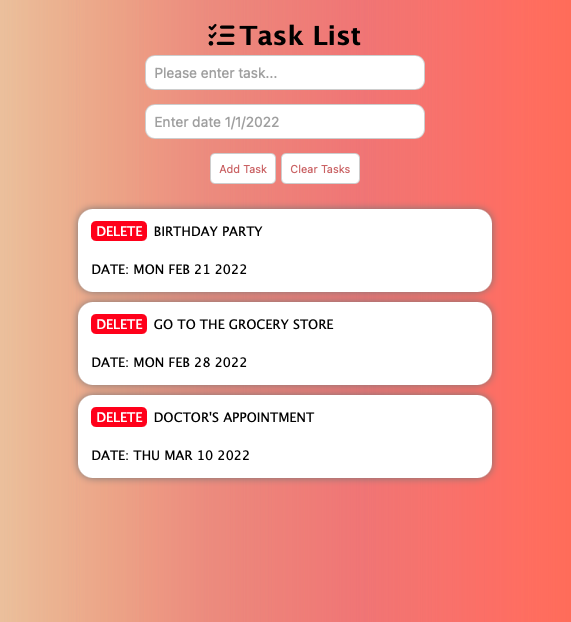 Task List
Please enter task...
Enter date 1/1/2022
Add Task Clear Tasks
DELETE BIRTHDAY PARTY
DATE: MON FEB 21 2022
DELETE GO TO THE GROCERY STORE
DATE: MON FEB 28 2022
DELETE DOCTOR'S APPOINTMENT
DATE: THU MAR 10 2022